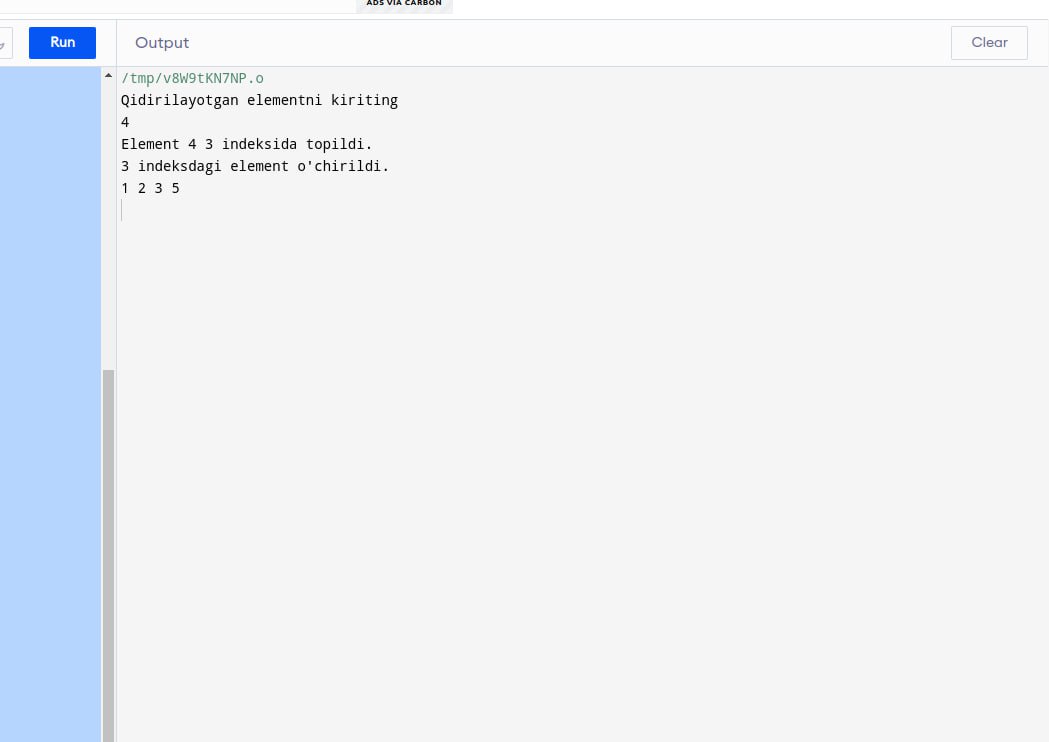 ADS VIA CARBON
Run
Output
Clear
/tmp/v8W9tKN7NP.o
Qidirilayotgan elementni kiriting
4
Element 4 3 indeksida topildi.
3 indeksdagi element o'chirildi.
1 2 3 5